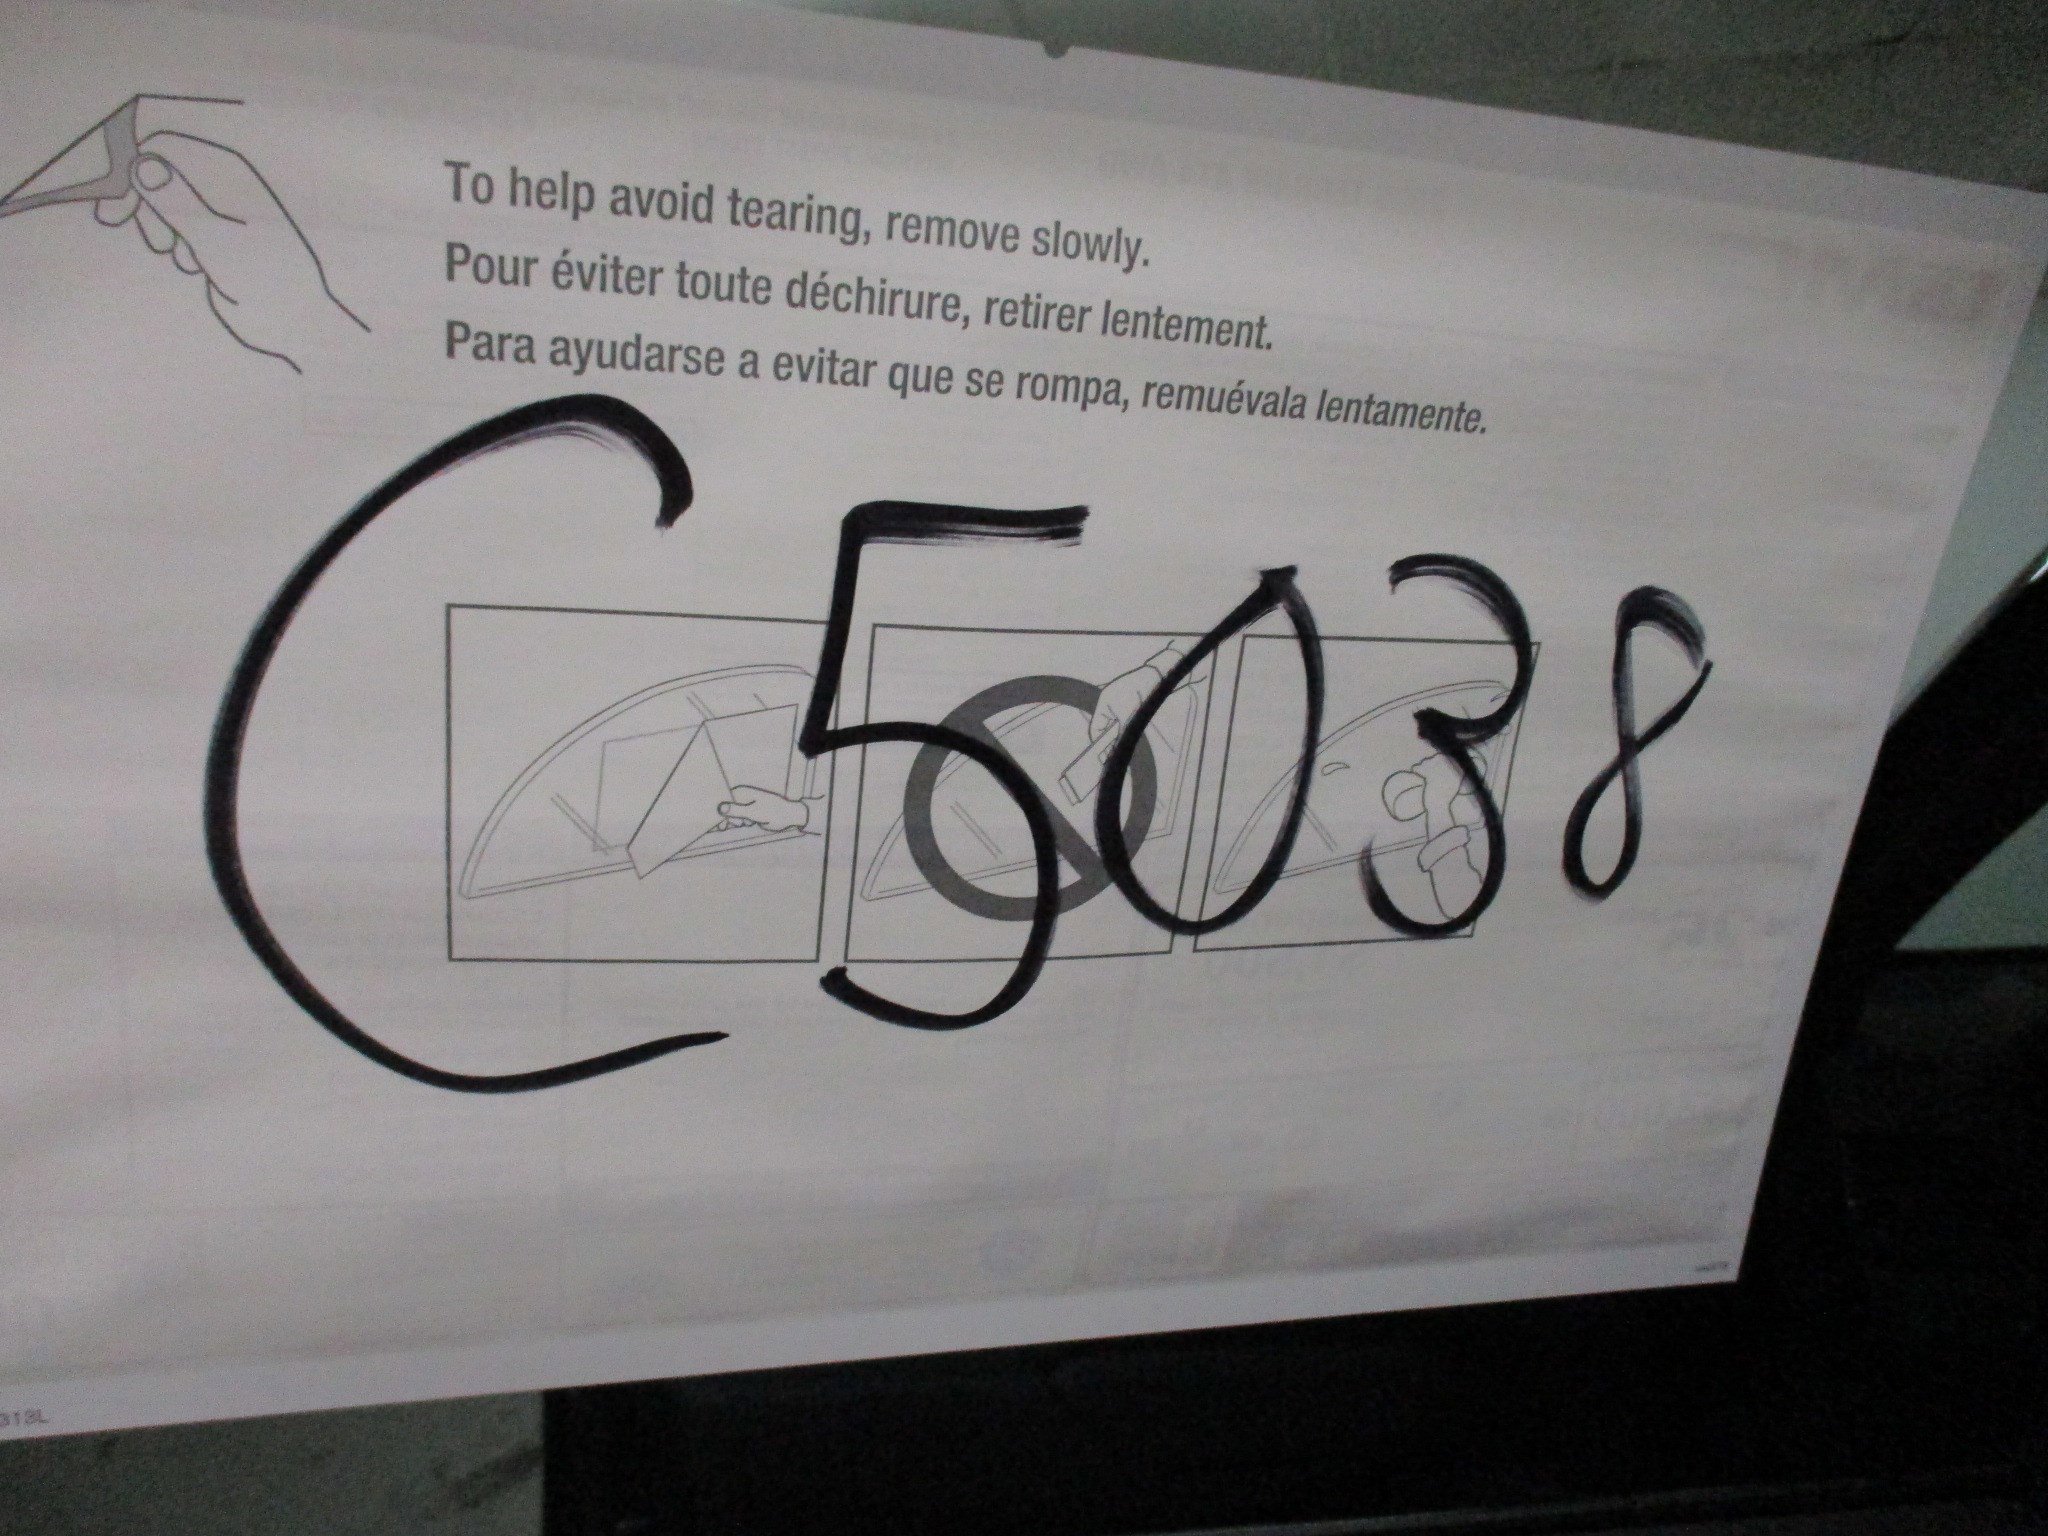 To help avoid tearing, remove slowly.
Pour éviter toute déchirure, retirer lentement.
Para ayudarse a evitar que se rompa, remuévala lentamente.
C5038
313L